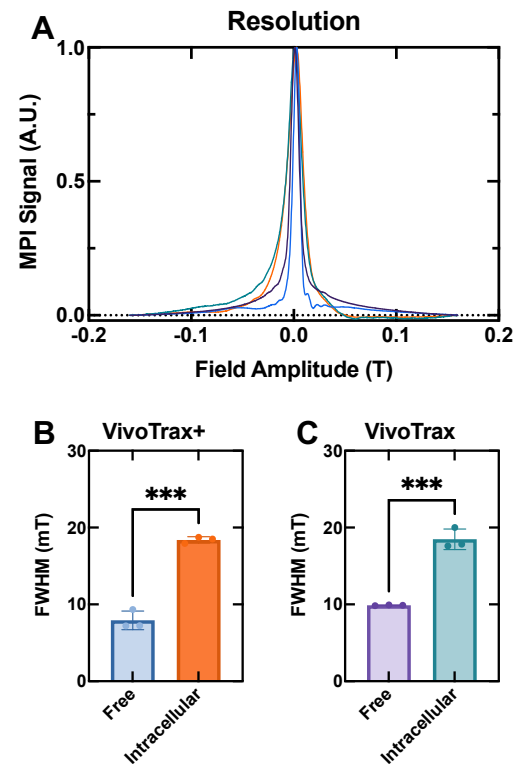 A
Resolution
MPI Signal (A.U.)
1.0
0.5
0.0
-0.2
-0.1
0.0
0.1
0.2
Field Amplitude (T)
B
VivoTrax+
FWHM (mT)
30
20
10
0
***
Free
Intracellular
C
VivoTrax
FWHM (mT)
30
20
10
0
***
Free
Intracellular